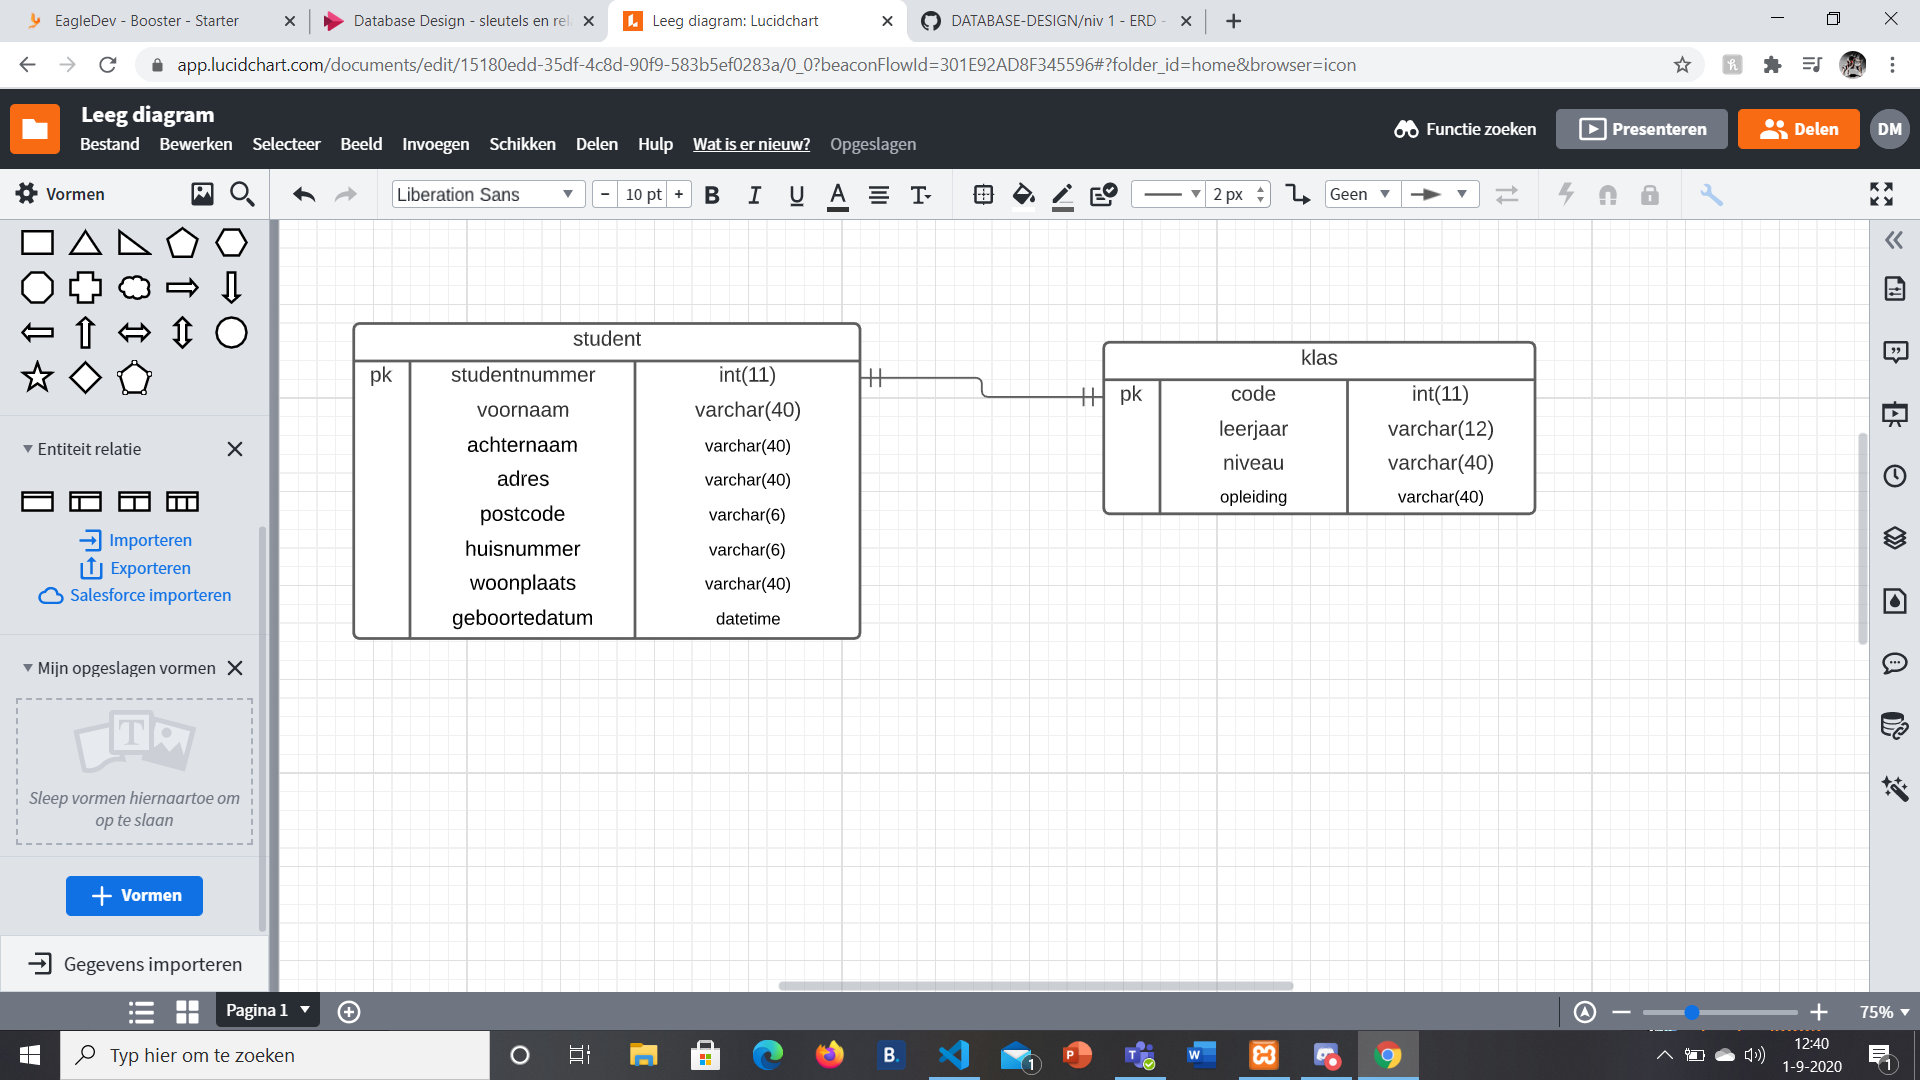 EagleDev - Booster - Starter
Database Design - sleutels en rel
Leeg diagram: Lucidchart
DATABASE-DESIGN/niv 1 - ERD -
app.lucidchart.com/documents/edit/15180edd-35df-4c8d-90f9-583b5ef0283a/0_0?beaconFlowId=301E92AD8F345596#?folder_id=home&browser=icon
Leeg diagram
Bestand Bewerken Selecteer Beeld Invoegen Schikken Delen Hulp Wat is er nieuw? Opgeslagen
Functie zoeken
Presenteren
Delen
DM
Vormen
Liberation Sans
- 10 pt +
B I U A T
2 px
Geen
student
pk studentnummer int(11)
voornaam varchar(40)
achternaam varchar(40)
adres varchar(40)
postcode varchar(6)
huisnummer varchar(6)
woonplaats varchar(40)
geboortedatum datetime
klas
pk code int(11)
leerjaar varchar(12)
niveau varchar(40)
opleiding varchar(40)
Entiteit relatie
Importeren
Exporteren
Salesforce importeren
Mijn opgeslagen vormen
T
Sleep vormen hiernaartoe om
op te slaan
Vormen
Gegevens importeren
Pagina 1
75%
Typ hier om te zoeken
B.
1
P
W
12:40
1-9-2020
1